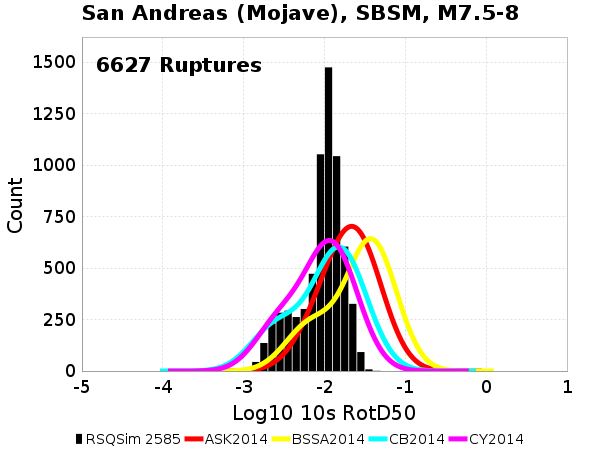 San Andreas (Mojave), SBSM, M7.5-8
6627 Ruptures
1500
1250
1000
750
500
250
0
Count
-5 -4 -3 -2 -1 0 1
Log10 10s RotD50
RSQSim 2585 ASK2014 BSSA2014 CB2014 CY2014